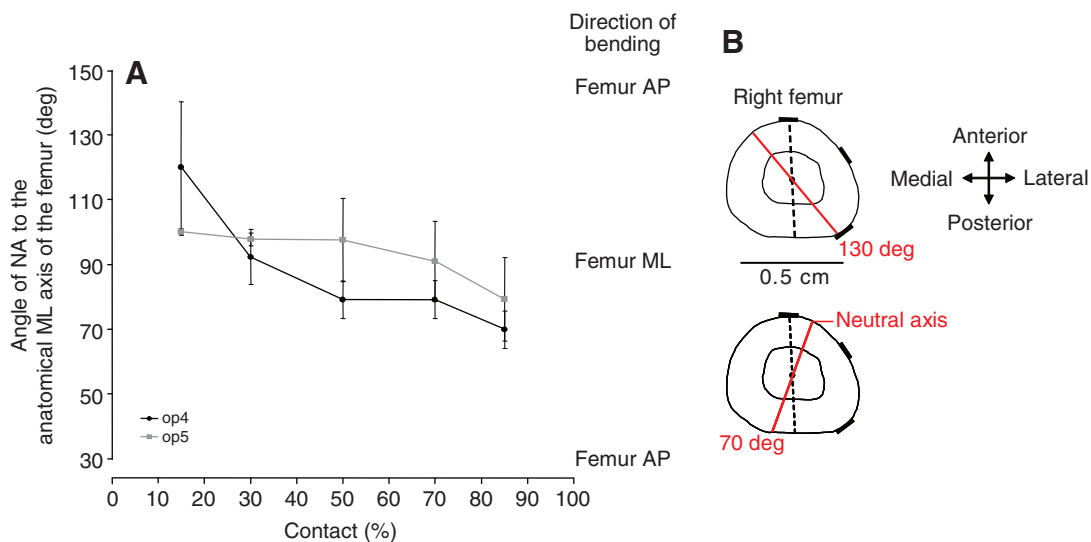 A
Angle of NA to the
anatomical ML axis of the femur (deg)
150
130
110
90
70
50
30
op4
op5
0 10 20 30 40 50 60 70 80 90 100
Contact (%)
Direction of
bending
Femur AP
Femur ML
Femur AP
B
Right femur
130 deg
0.5 cm
Anterior
Medial Lateral
Posterior
Neutral axis
70 deg